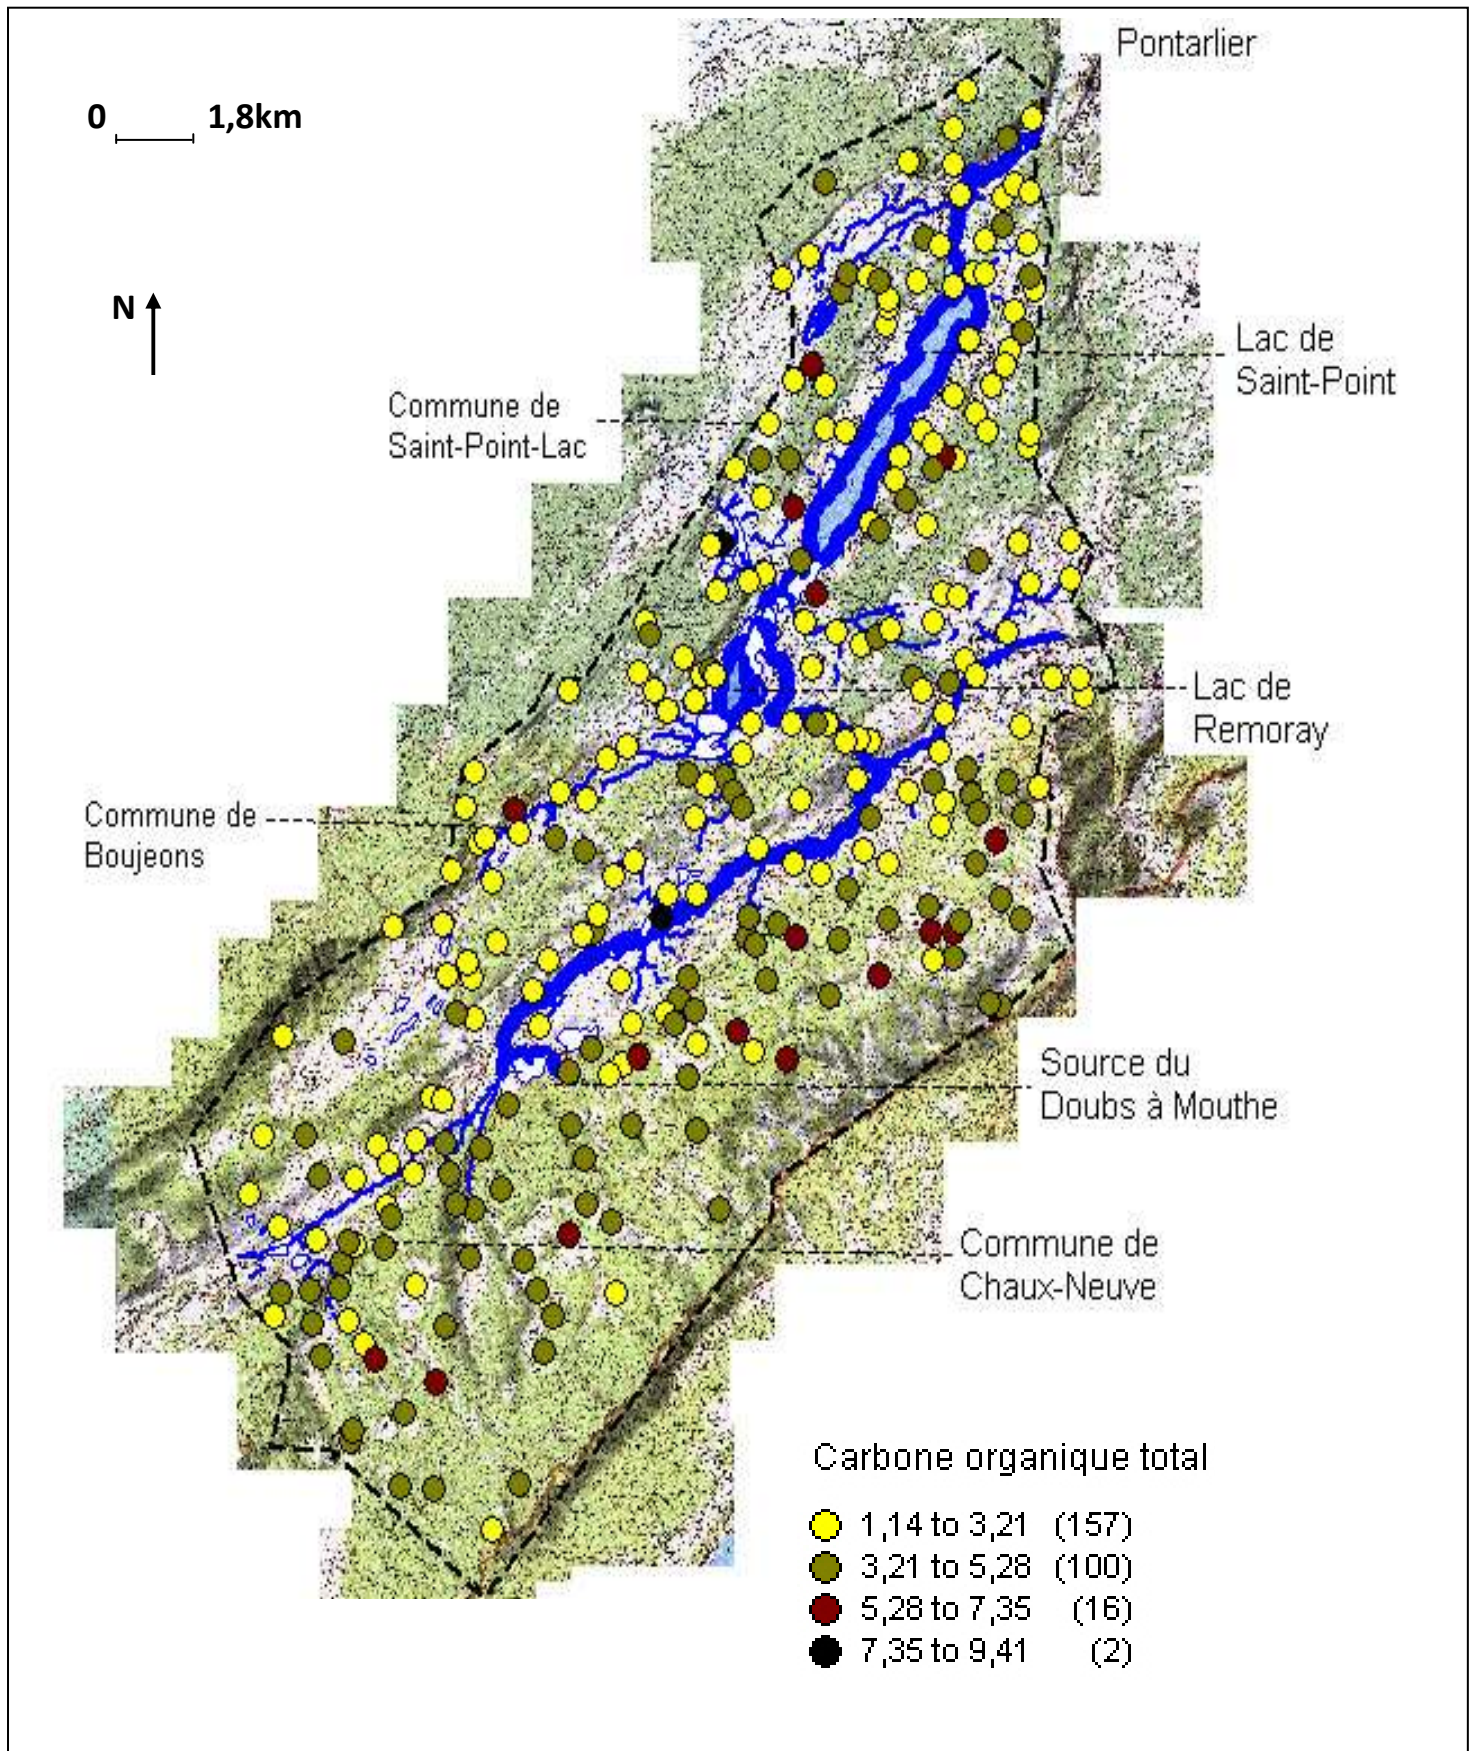 Pontarlier
0 1,8km
N
Lac de
Saint-Point
Commune de
Saint-Point-Lac
Lac de
Remoray
Commune de
Boujeons
Source du
Doubs à Mouthe
Commune de
Chaux-Neuve
Carbone organique total
1,14 to 3,21 (157)
3,21 to 5,28 (100)
5,28 to 7,35 (16)
7,35 to 9,41 (2)